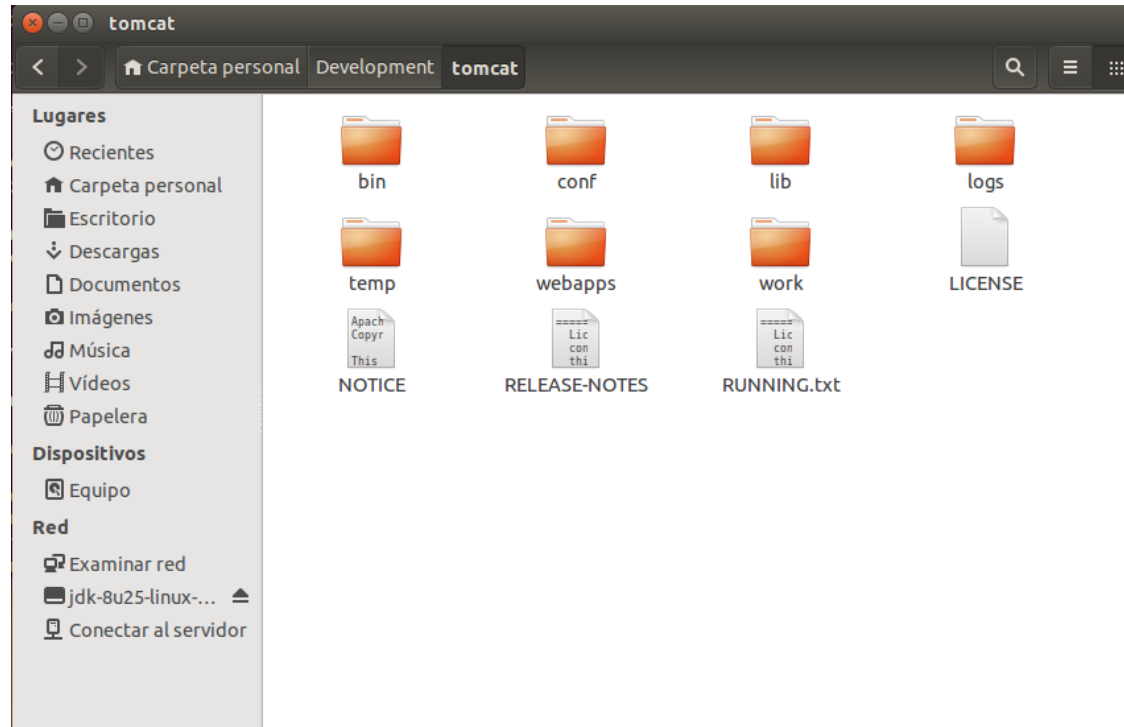 tomcat
Carpeta personal Development tomcat
Lugares
Recientes
Carpeta personal
Escritorio
Descargas
Documentos
Imágenes
Música
Vídeos
Papelera
Dispositivos
Equipo
Red
Examinar red
jdk-8u25-linux-...
Conectar al servidor
bin conf lib logs
temp webapps work LICENSE
Apach
Copyr
This
=====
Lic
con
thi
=====
Lic
con
thi
NOTICE RELEASE-NOTES RUNNING.txt